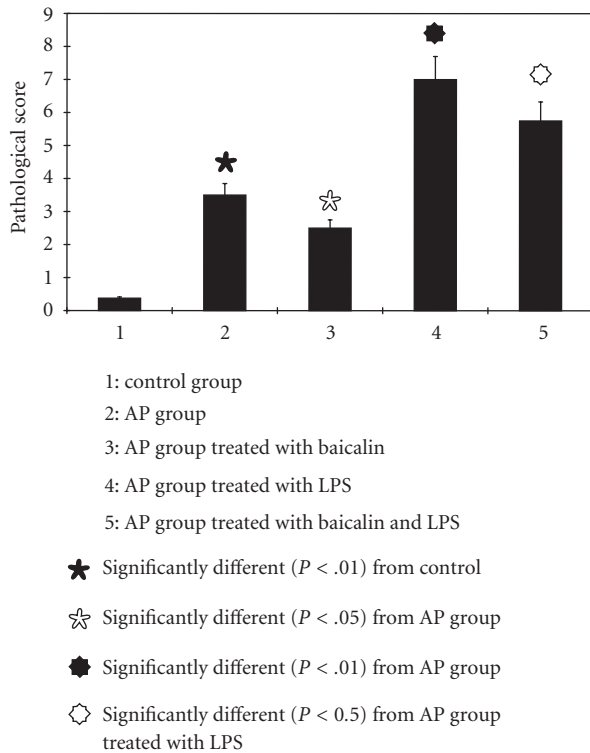 9
8
7
6
5
4
3
2
1
0
Pathological score
1 2 3 4 5
1: control group
2: AP group
3: AP group treated with baicalin
4: AP group treated with LPS
5: AP group treated with baicalin and LPS
Significantly different (P < .01) from control
Significantly different (P < .05) from AP group
Significantly different (P < .01) from AP group
Significantly different (P < 0.5) from AP group
treated with LPS